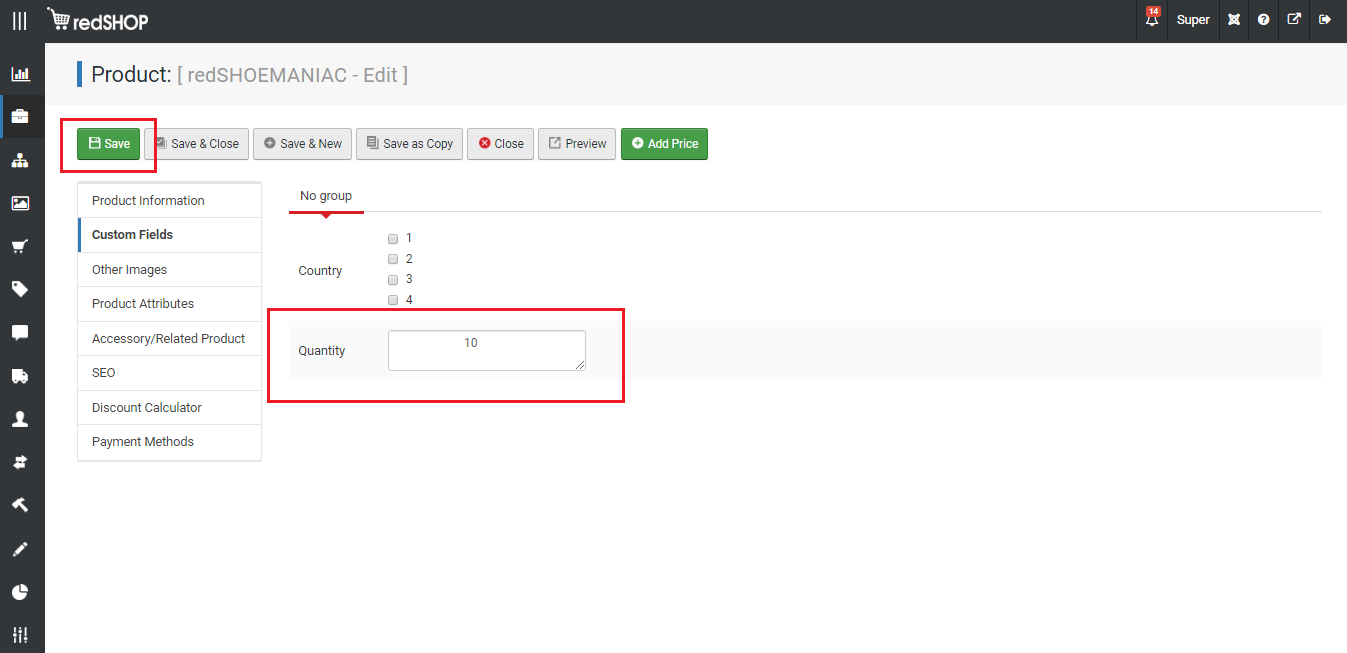 redSHOP
14
Super
Product: [ redSHOEMANIAC - Edit ]
Save
Save & Close
Save & New
Save as Copy
Close
Preview
Add Price
Product Information
Custom Fields
Other Images
Product Attributes
Accessory/Related Product
SEO
Discount Calculator
Payment Methods
No group
Country
1
2
3
4
Quantity
10